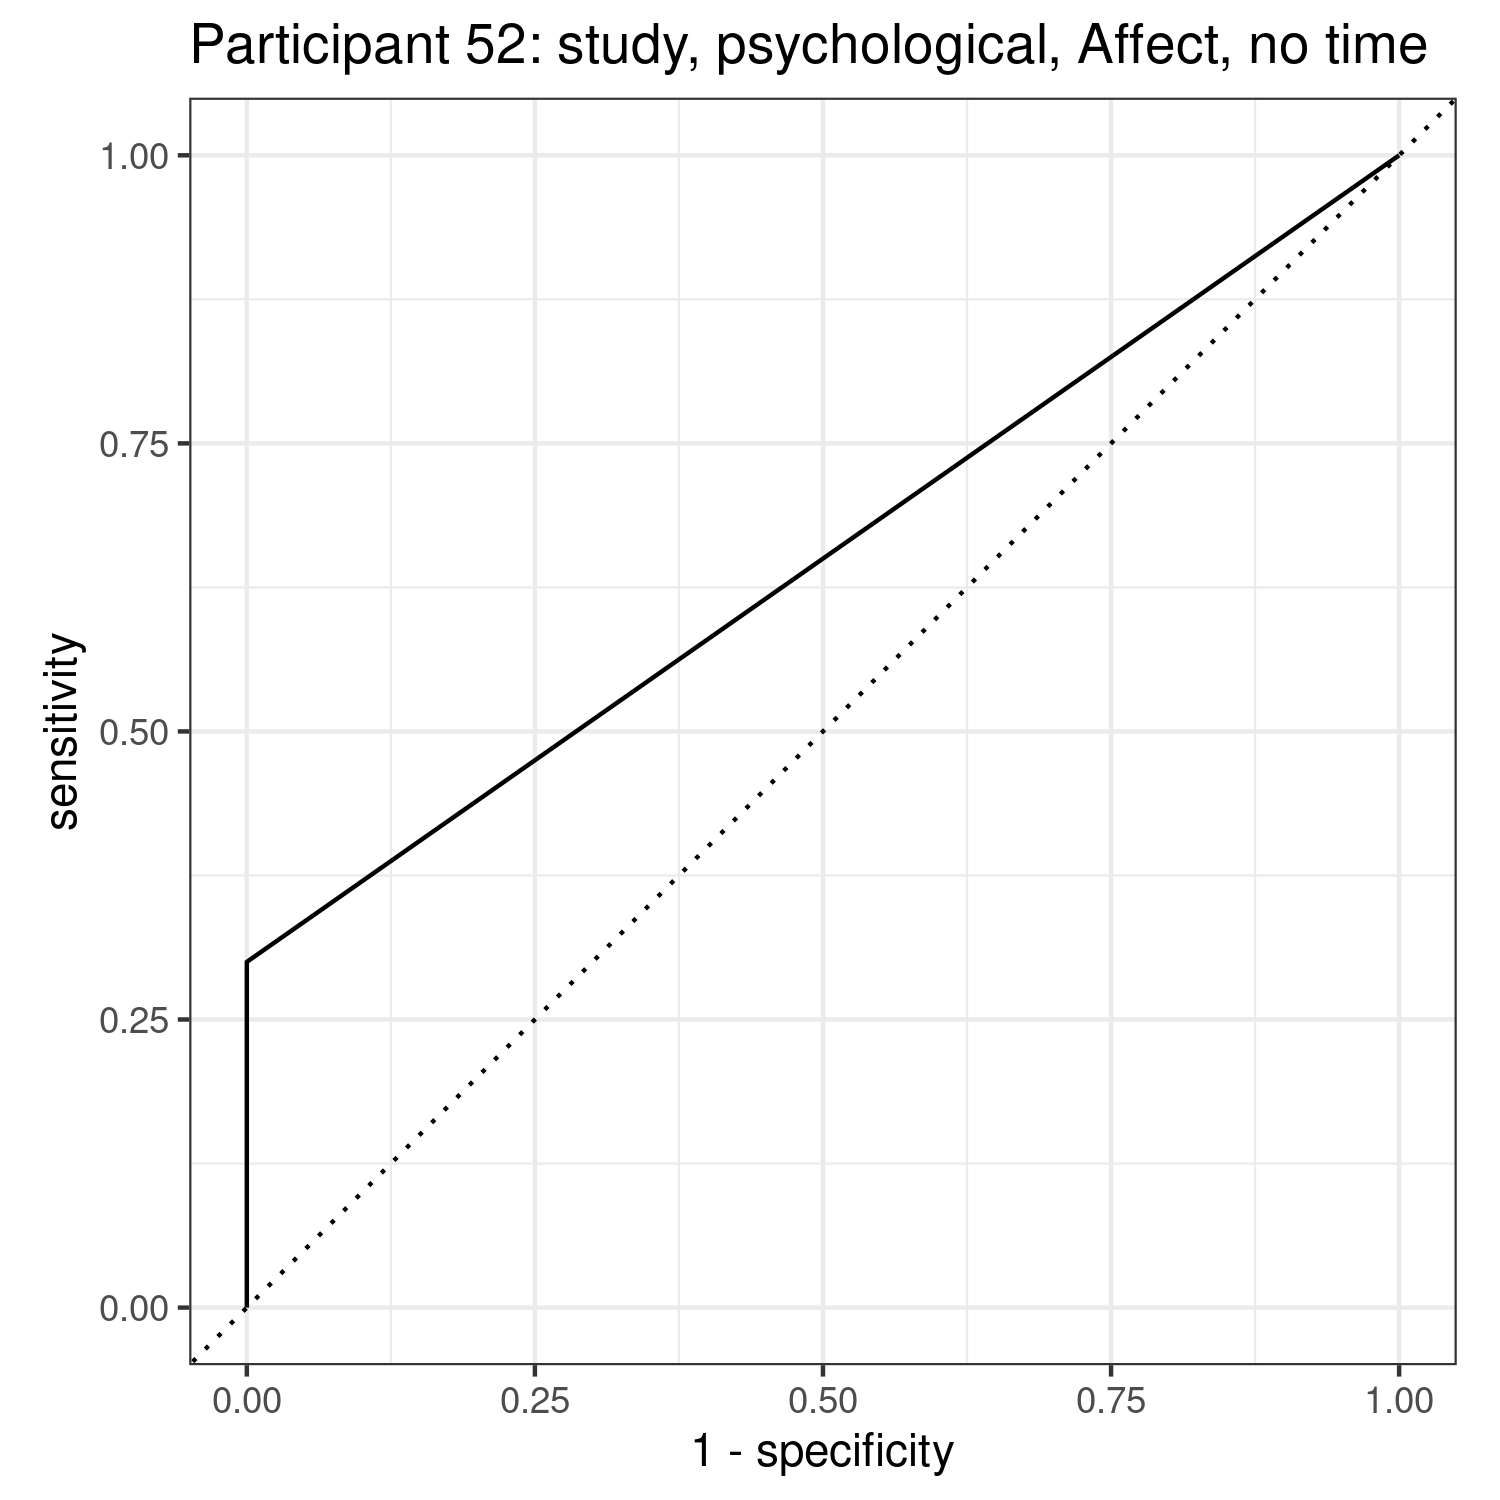 Participant 52: study, psychological, Affect, no time
sensitivity
1.00
0.75
0.50
0.25
0.00
0.00 0.25 0.50 0.75 1.00
1 - specificity